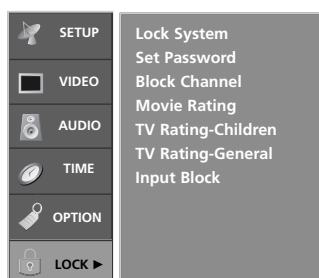 SETUP
VIDEO
AUDIO
TIME
OPTION
LOCK ►
Lock System
Set Password
Block Channel
Movie Rating
TV Rating-Children
TV Rating-General
Input Block